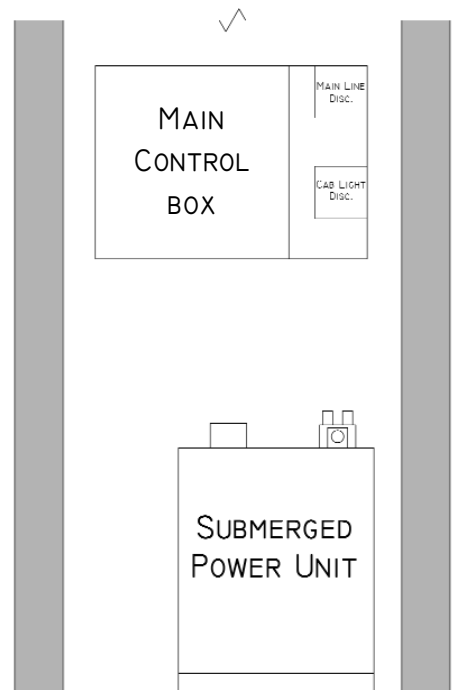 MAIN LINE
DISC.
MAIN
CONTROL
BOX
CAB LIGHT
DISC.
SUBMERGED
POWER UNIT